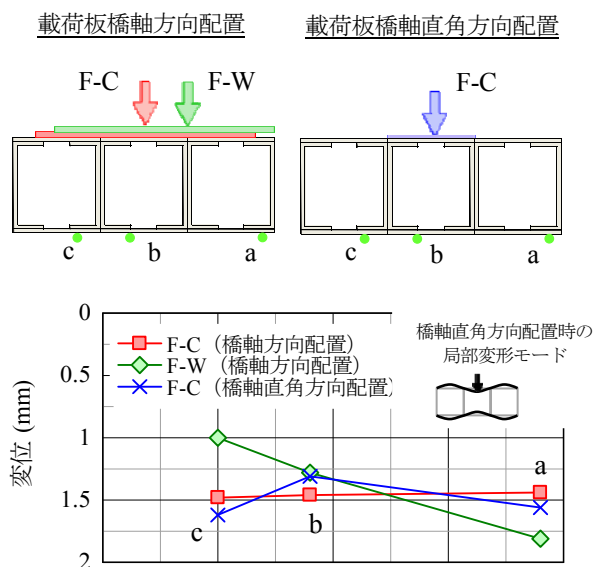 載荷板橋軸方向配置
載荷板橋軸直角方向配置
F-C
F-W
F-C
c
b
a
c
b
a
0
0.5
1
1.5
2
変位 (mm)
F-C（橋軸方向配置）
F-W（橋軸方向配置）
F-C（橋軸直角方向配置）
橋軸直角方向配置時の
局部変形モード
a
b
c